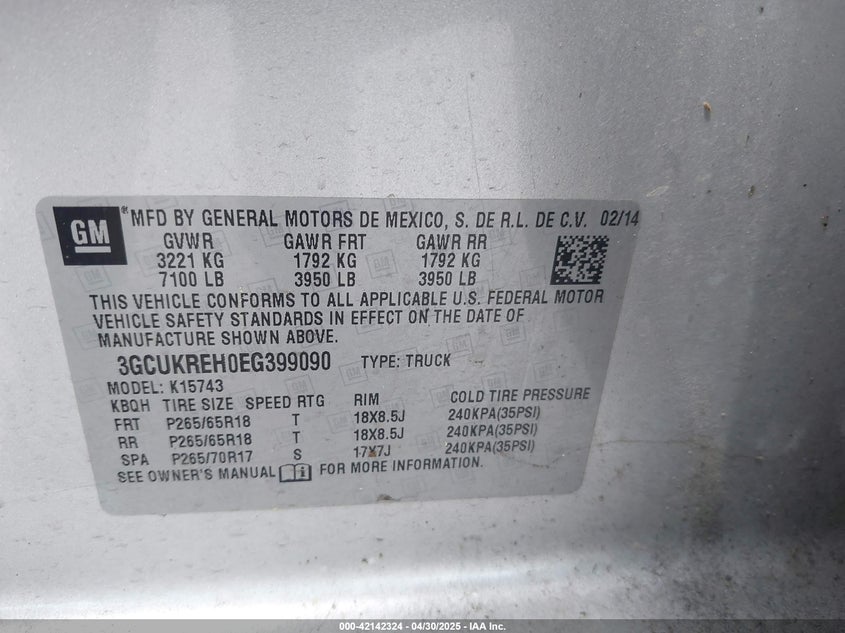 GM
®MFD BY GENERAL MOTORS DE MEXICO, S. DE R.L. DE C.V. 02/14
GVWR GAWR FRT GAWR RR
3221 KG 1792 KG 1792 KG
7100 LB 3950 LB 3950 LB
THIS VEHICLE CONFORMS TO ALL APPLICABLE U.S. FEDERAL MOTOR
VEHICLE SAFETY STANDARDS IN EFFECT ON THE DATE OF
MANUFACTURE SHOWN ABOVE.
3GCUKREH0EG399090 TYPE: TRUCK
MODEL: K15743
KBQH TIRE SIZE SPEED RTG RIM COLD TIRE PRESSURE
FRT P265/65R18 T 18X8.5J 240KPA(35PSI)
RR P265/65R18 T 18X8.5J 240KPA(35PSI)
SPA P265/70R17 S 17X7J 240KPA(35PSI)
SEE OWNER'S MANUAL FOR MORE INFORMATION.
000-42142324 - 04/30/2025 - IAA Inc.